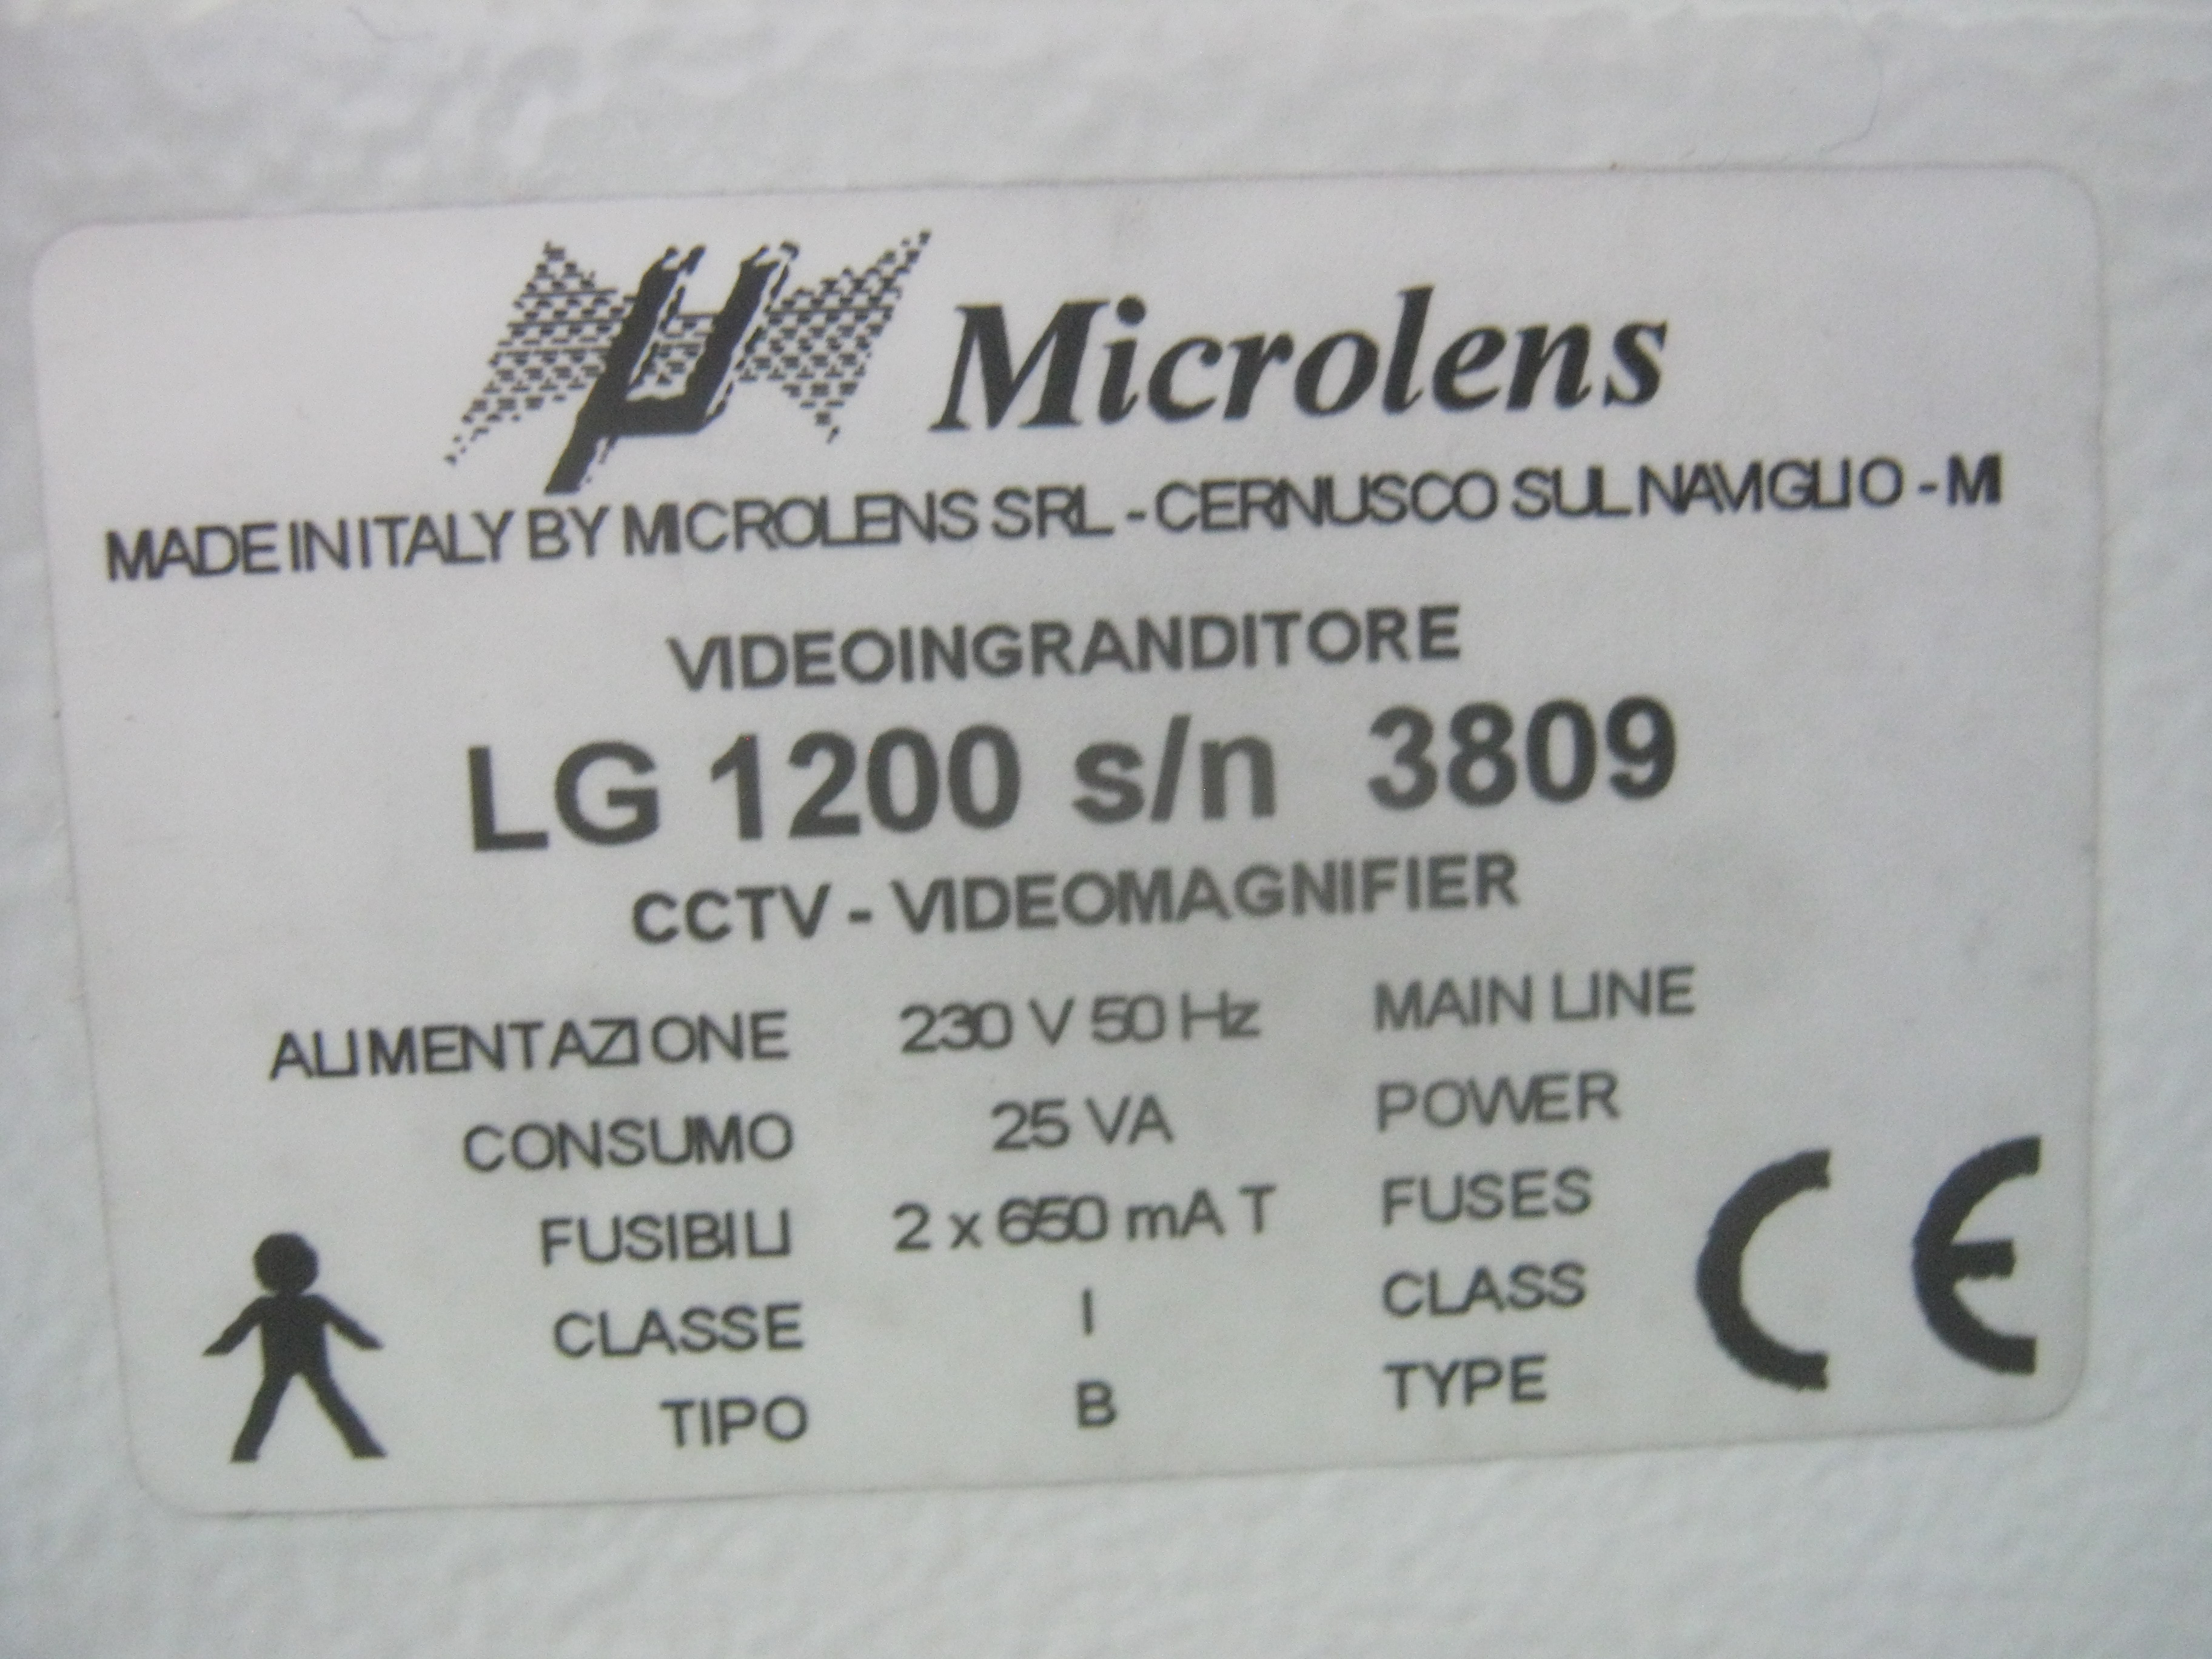 µ Microlens
MADE IN ITALY BY MICROLENS SRL - CERNUSCO SUL NAVIGLIO - MI
VIDEOINGRANDITORE
LG 1200 s/n 3809
CCTV - VIDEOMAGNIFIER
ALIMENTAZIONE 230 V 50 Hz MAIN LINE
CONSUMO 25 VA POWER
FUSIBILI 2 x 650 mA T FUSES
CLASSE I CLASS
TIPO B TYPE
CE